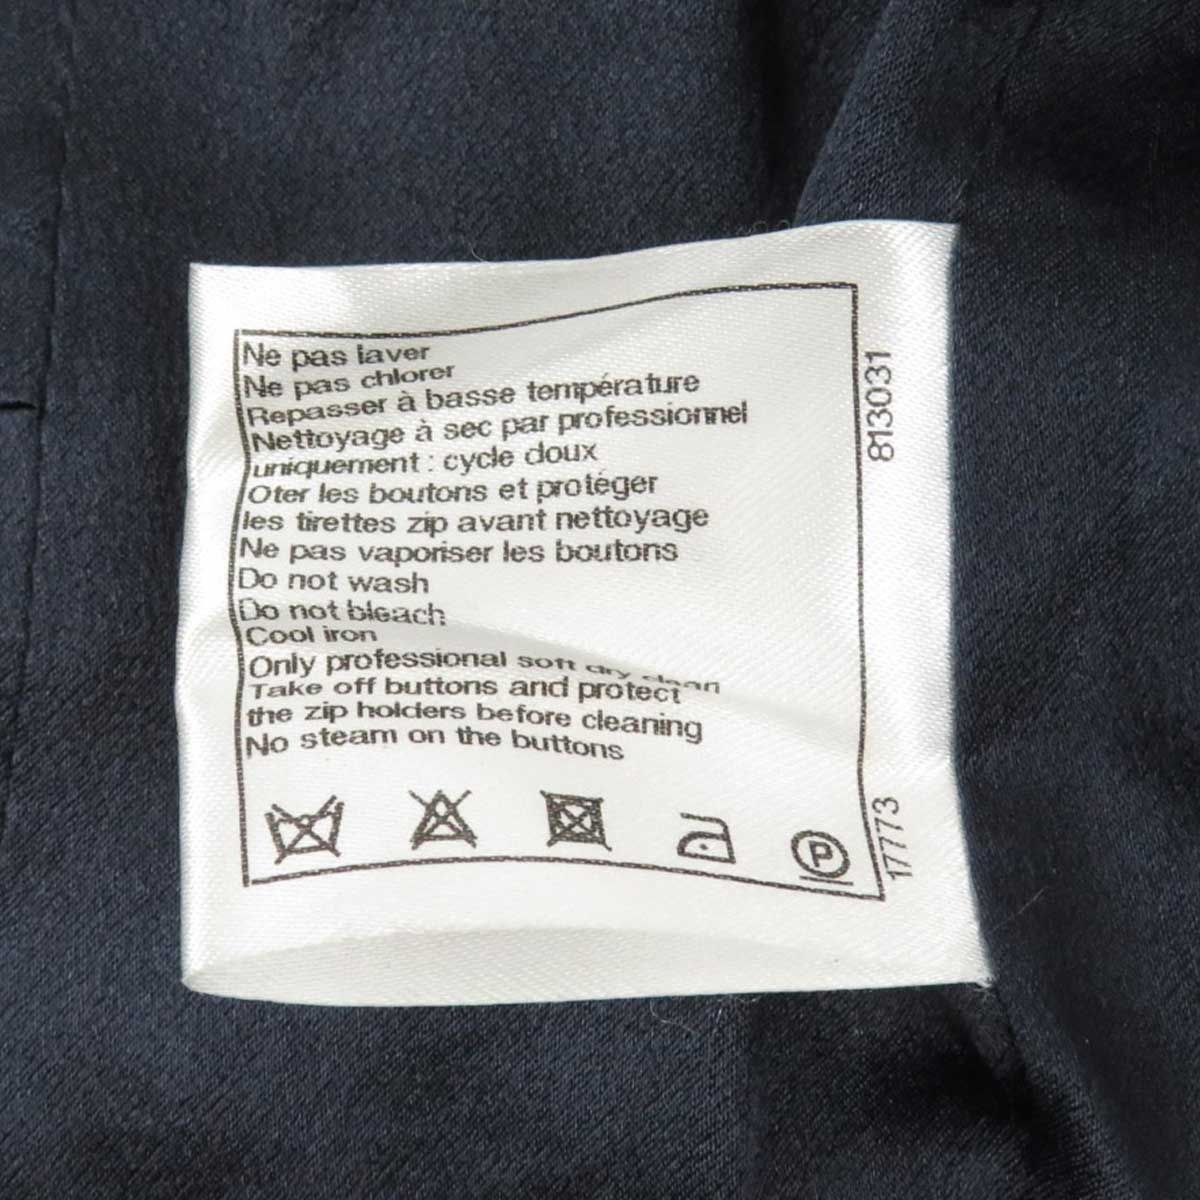 Ne pas laver
Ne pas chlorer
Repasser à basse température
Nettoyage à sec par professionnel
uniquement : cycle doux
Oter les boutons et protéger
les tirettes zip avant nettoyage
Ne pas vaporiser les boutons
Do not wash
Do not bleach
Cool iron
Only professional soft dry clean
Take off buttons and protect
the zip holders before cleaning
No steam on the buttons
P
813031
17773